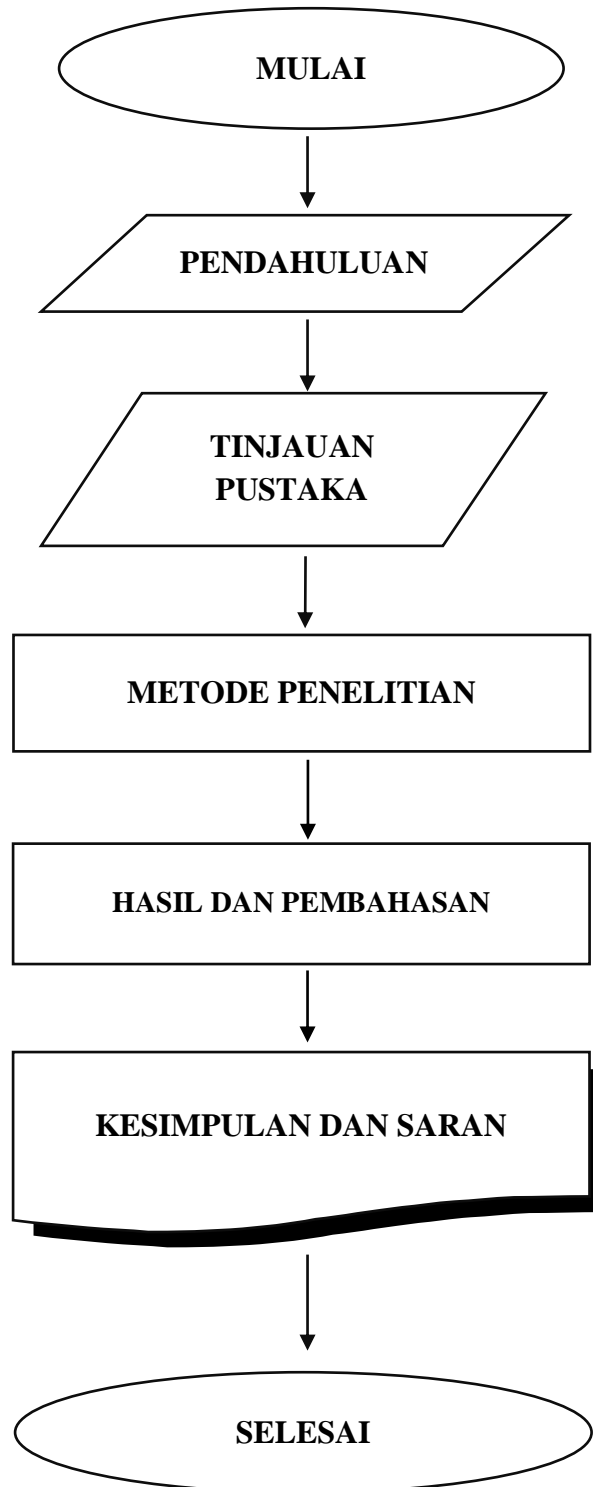 MULAI
PENDAHULUAN
TINJAUAN
PUSTAKA
METODE PENELITIAN
HASIL DAN PEMBAHASAN
KESIMPULAN DAN SARAN
SELESAI